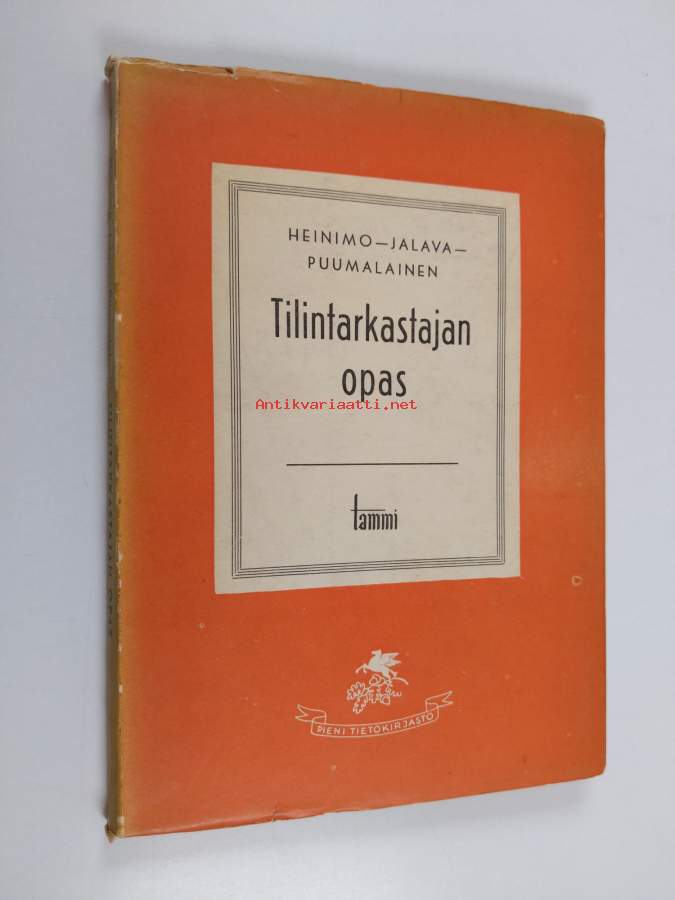 HEINIMO—JALAVA—
PUUMALAINEN
Tilintarkastajan
opas
Antikvariaatti.net
tammi
PIENI TIETOKIRJASTO